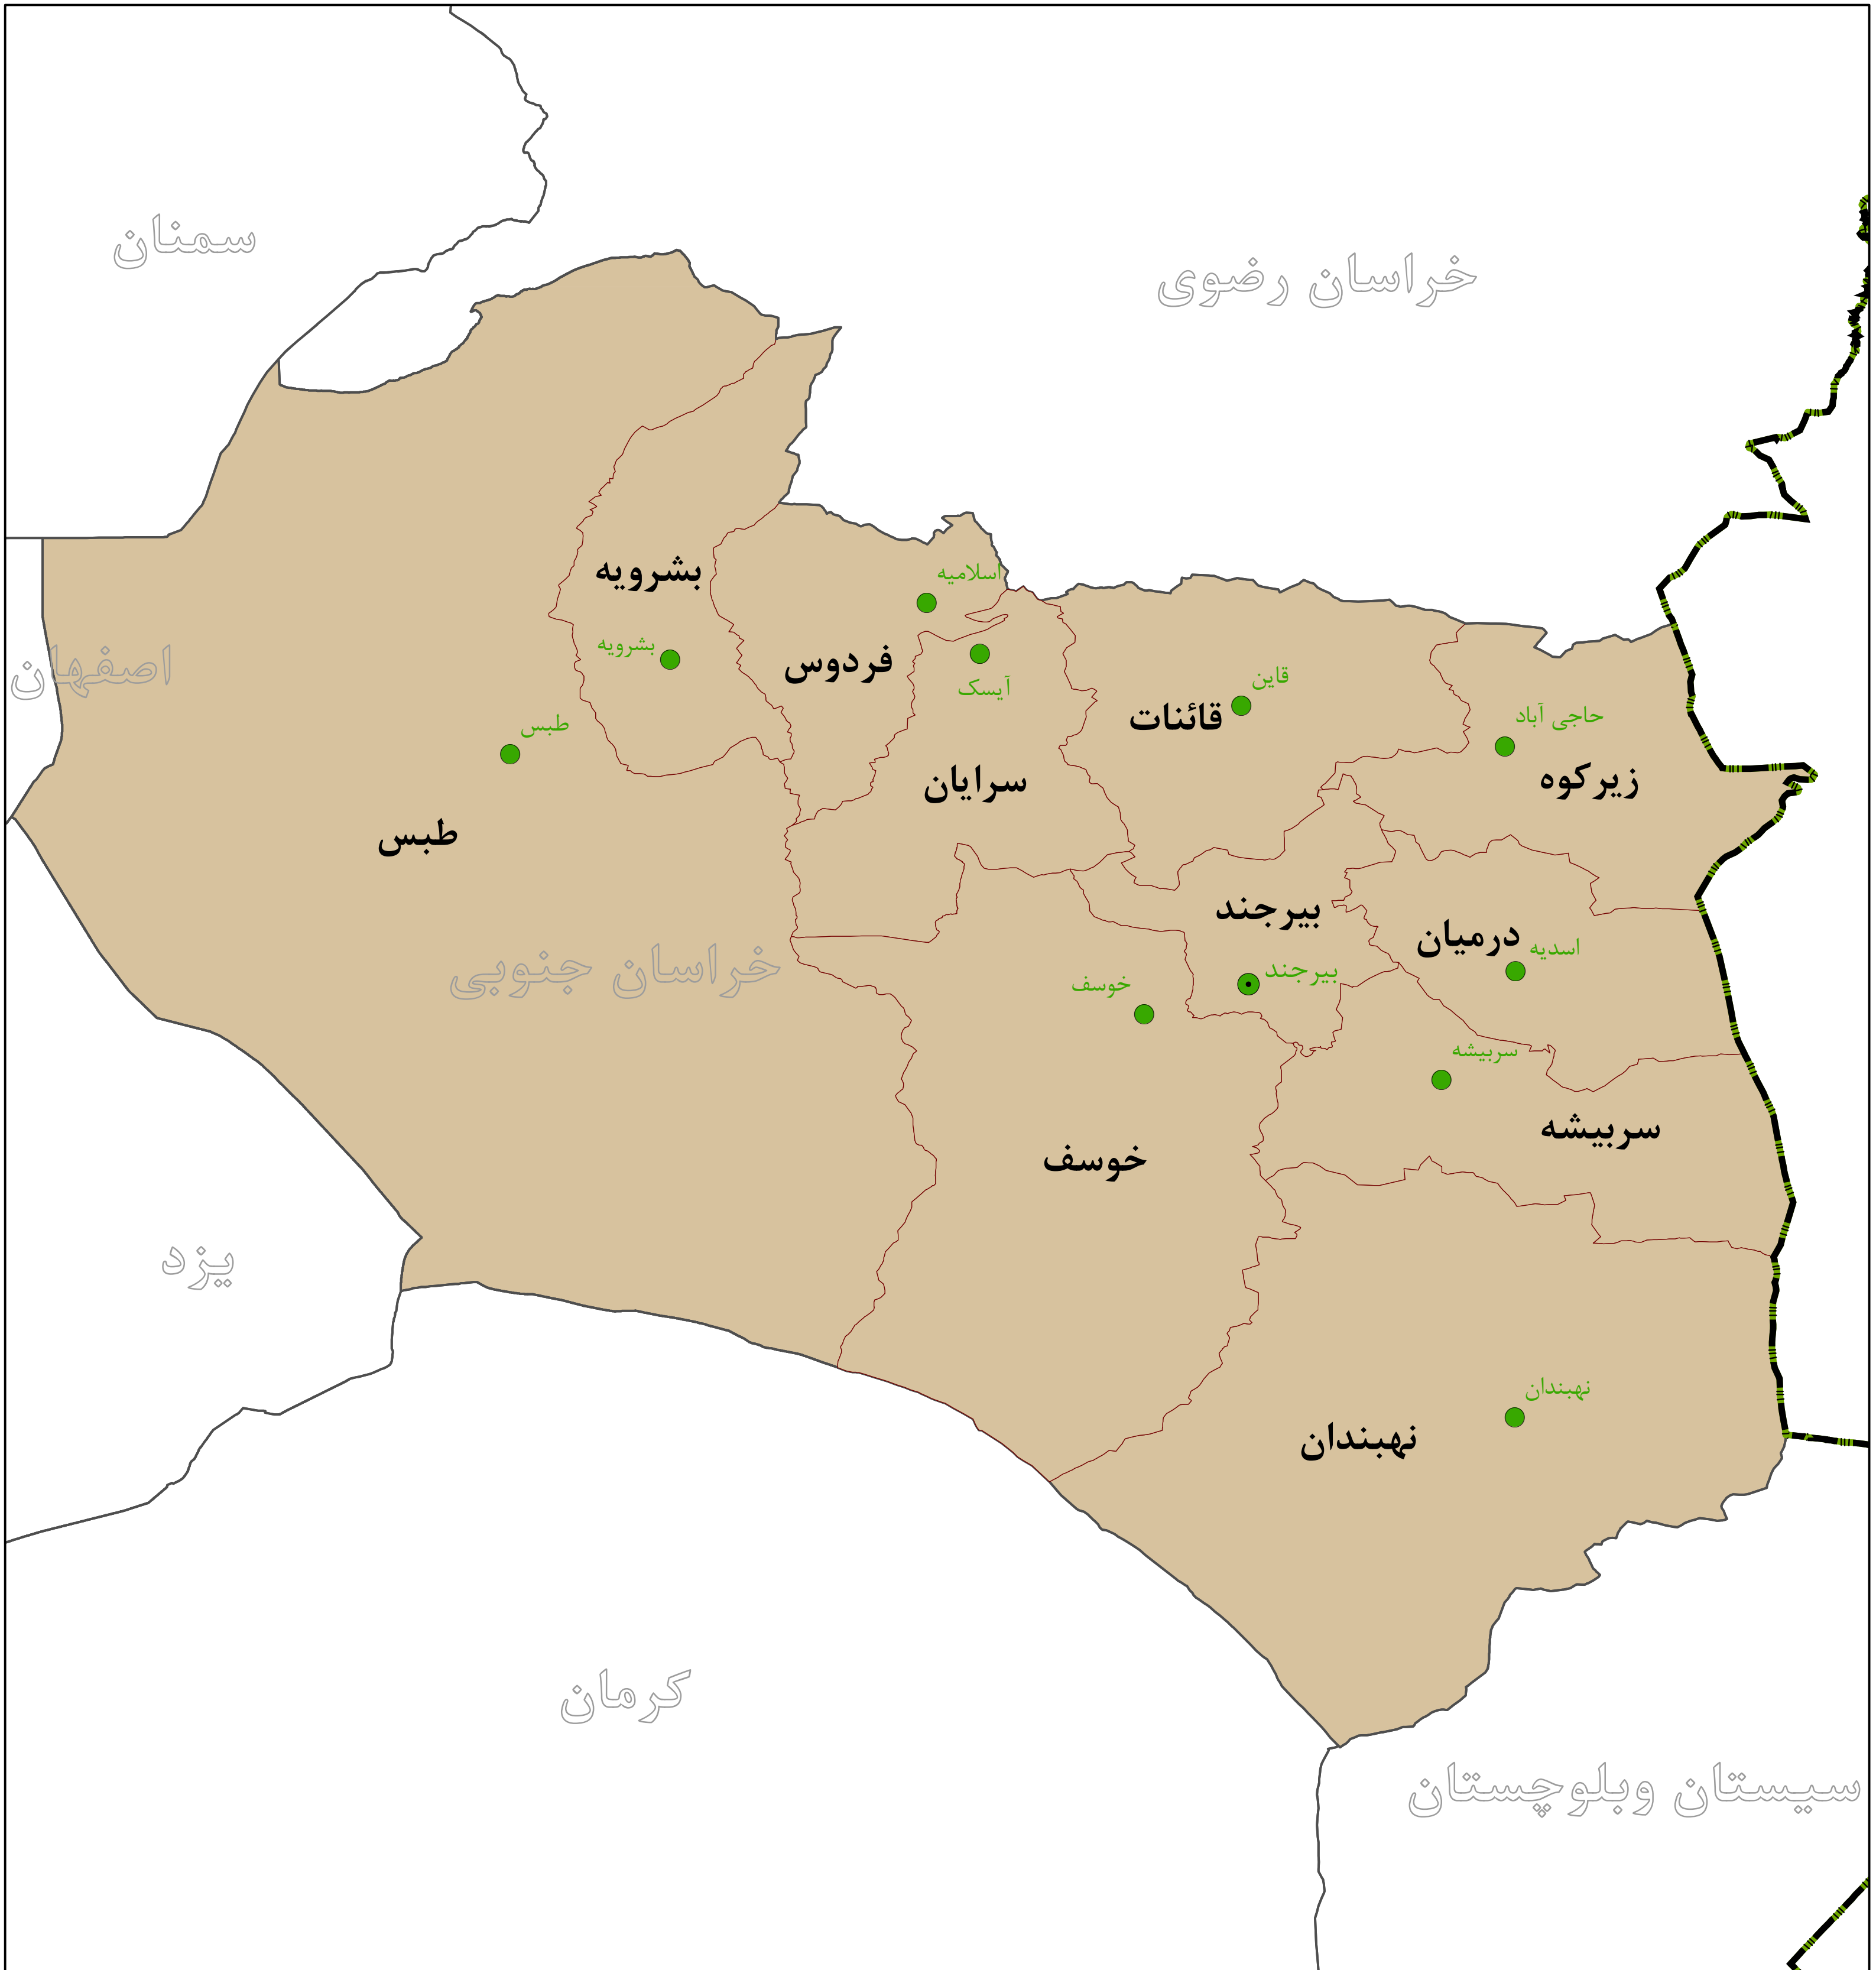 سمنان
خراسان رضوی
بشرویه
اسلامیه
بشرویه
فردوس
آیسک
قاین
قائنات
حاجی آباد
زیرکوه
اصفهان
طبس
طبس
سرایان
بیرجند
درمیان
اسدیه
خراسان جنوبی
بیرجند
خوسف
سربیشه
سربیشه
خوسف
یزد
نهبندان
نهبندان
کرمان
سیستان وبلوچستان